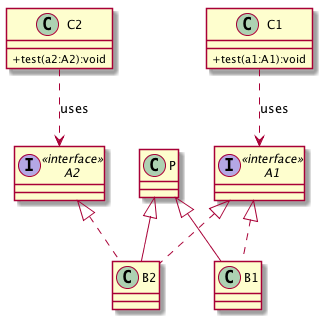 C C2
+test(a2:A2):void
C C1
+test(a1:A1):void
uses
uses
I «interface»
A2
C P
I «interface»
A1
C B2
C B1